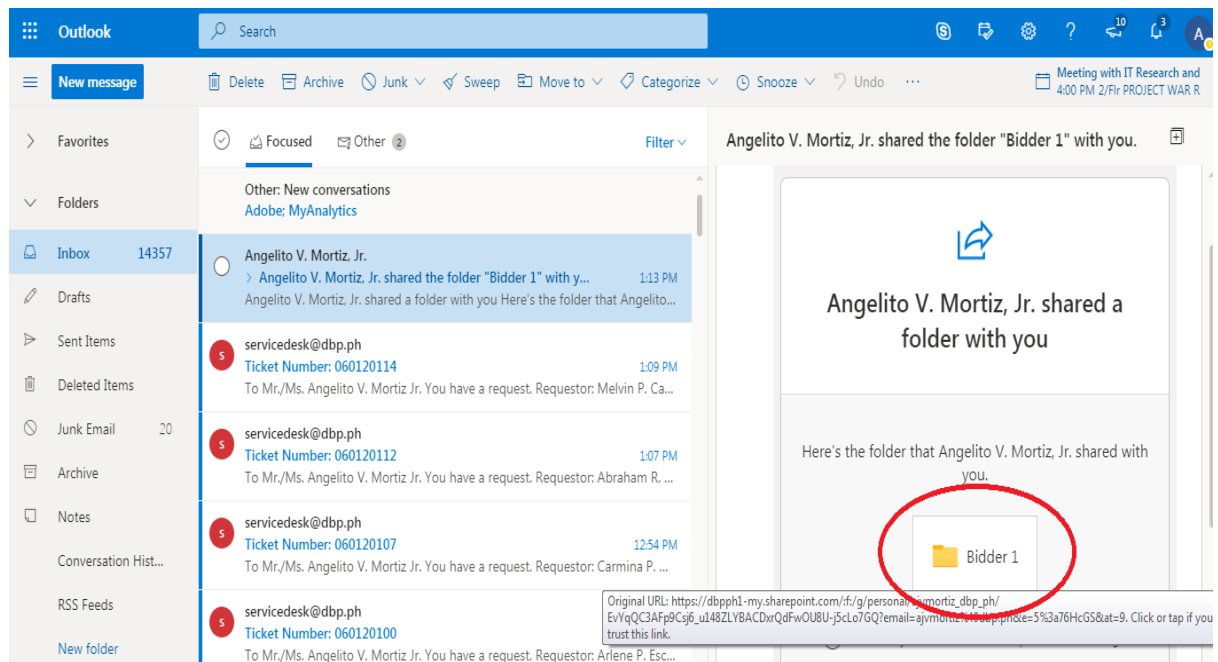 Outlook
Search
10
3
A
New message
Delete
Archive
Junk
Sweep
Move to
Categorize
Snooze
Undo
...
Meeting with IT Research and
4:00 PM 2/Flr PROJECT WAR R
Favorites
Folders
Inbox 14357
Drafts
Sent Items
Deleted Items
Junk Email 20
Archive
Notes
Conversation Hist...
RSS Feeds
New folder
Focused
Other 2
Filter
Other: New conversations
Adobe; MyAnalytics
Angelito V. Mortiz, Jr.
> Angelito V. Mortiz, Jr. shared the folder "Bidder 1" with y... 1:13 PM
Angelito V. Mortiz, Jr. shared a folder with you Here's the folder that Angelito...
S
servicedesk@dbp.ph
Ticket Number: 060120114 1:09 PM
To Mr./Ms. Angelito V. Mortiz Jr. You have a request. Requestor: Melvin P. Ca...
S
servicedesk@dbp.ph
Ticket Number: 060120112 1:07 PM
To Mr./Ms. Angelito V. Mortiz Jr. You have a request. Requestor: Abraham R. ...
S
servicedesk@dbp.ph
Ticket Number: 060120107 12:54 PM
To Mr./Ms. Angelito V. Mortiz Jr. You have a request. Requestor: Carmina P. ...
S
servicedesk@dbp.ph
Ticket Number: 060120100
To Mr./Ms. Angelito V. Mortiz Jr. You have a request. Requestor: Arlene P. Esc...
Angelito V. Mortiz, Jr. shared the folder "Bidder 1" with you.
Angelito V. Mortiz, Jr. shared a
folder with you
Here's the folder that Angelito V. Mortiz, Jr. shared with
you.
Bidder 1
Original URL: https://dbpph1-my.sharepoint.com/:f:/g/personal/ajvmortiz_dbp_ph/
trust this link.